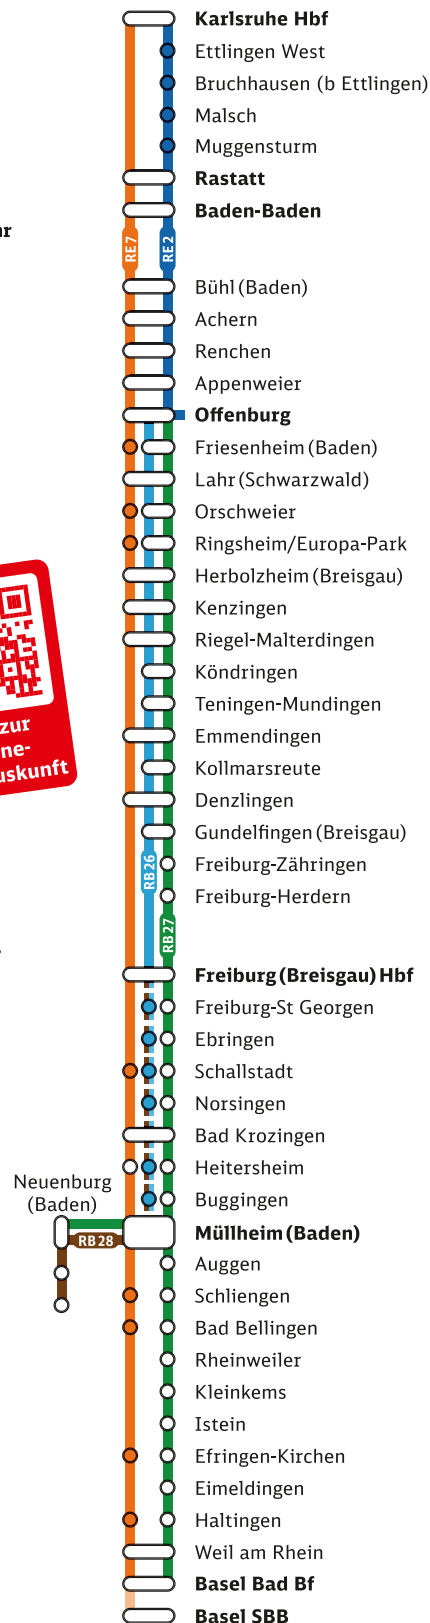 Karlsruhe Hbf
Ettlingen West
Bruchhausen (b Ettlingen)
Malsch
Muggensturm
Rastatt
Baden-Baden
RE 7
RE 2
Bühl (Baden)
Achern
Renchen
Appenweier
Offenburg
Friesenheim (Baden)
Lahr (Schwarzwald)
Orschweier
Ringsheim/Europa-Park
Herbolzheim (Breisgau)
Kenzingen
Riegel-Malterdingen
Köndringen
Teningen-Mundingen
zur
ne-
uskunft
Emmendingen
Kollmarsreute
Denzlingen
Gundelfingen (Breisgau)
RB 26
Freiburg-Zähringen
Freiburg-Herdern
RB 27
Freiburg (Breisgau) Hbf
Freiburg-St Georgen
Ebringen
Schallstadt
Norsingen
Bad Krozingen
Heitersheim
Neuenburg
(Baden)
Buggingen
Müllheim (Baden)
RB 28
Auggen
Schliengen
Bad Bellingen
Rheinweiler
Kleinkems
Istein
Efringen-Kirchen
Eimeldingen
Haltingen
Weil am Rhein
Basel Bad Bf
Basel SBB